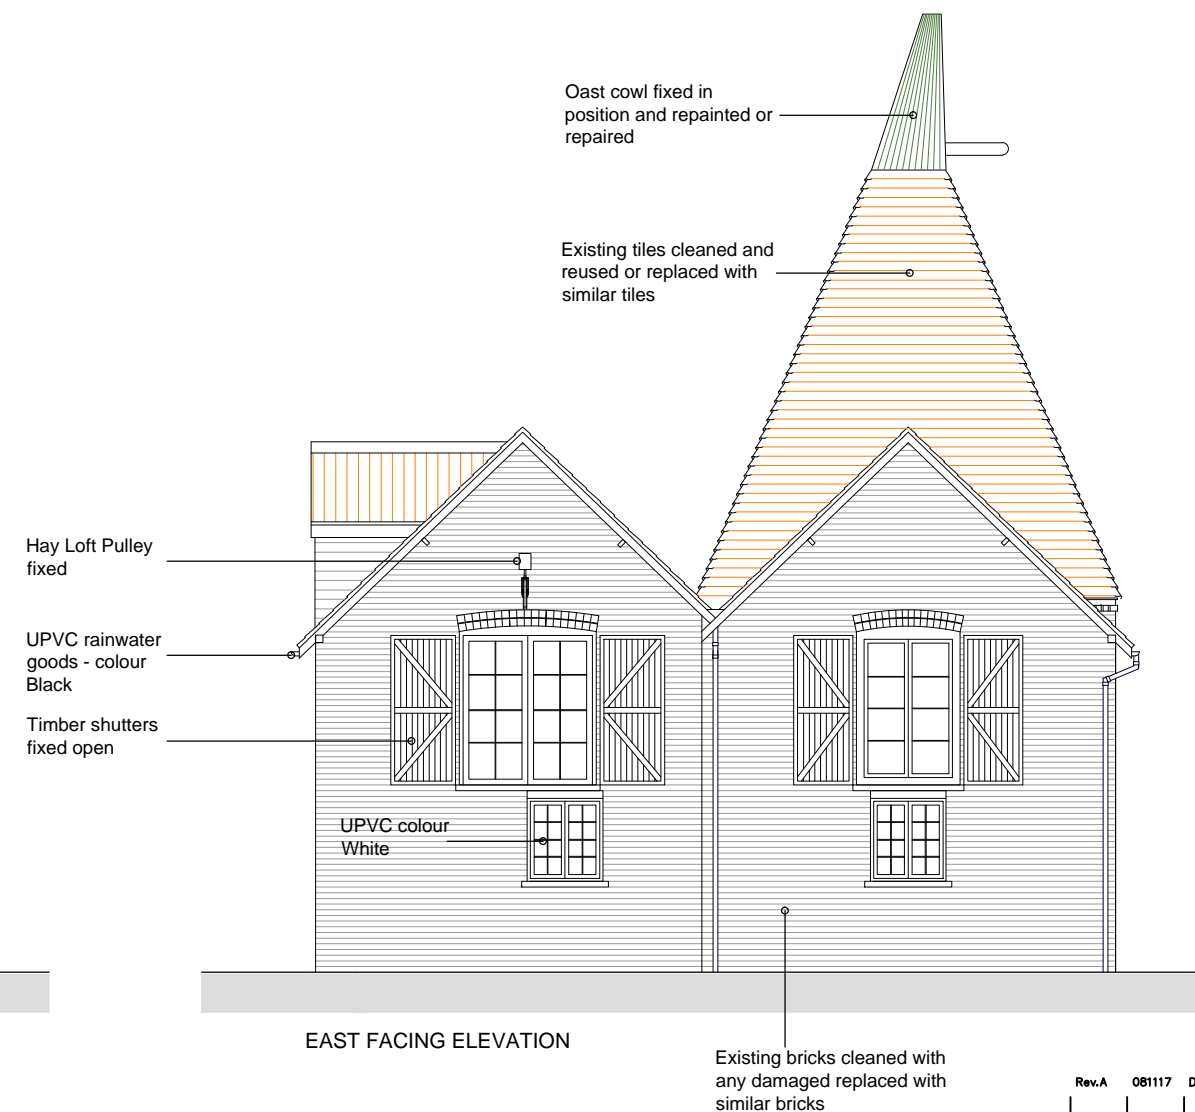 Oast cowl fixed in
position and repainted or
repaired
Existing tiles cleaned and
reused or replaced with
similar tiles
Hay Loft Pulley
fixed
UPVC rainwater
goods - colour
Black
Timber shutters
fixed open
UPVC colour
White
EAST FACING ELEVATION
Existing bricks cleaned with
any damaged replaced with
similar bricks
Rev.A 081117 D